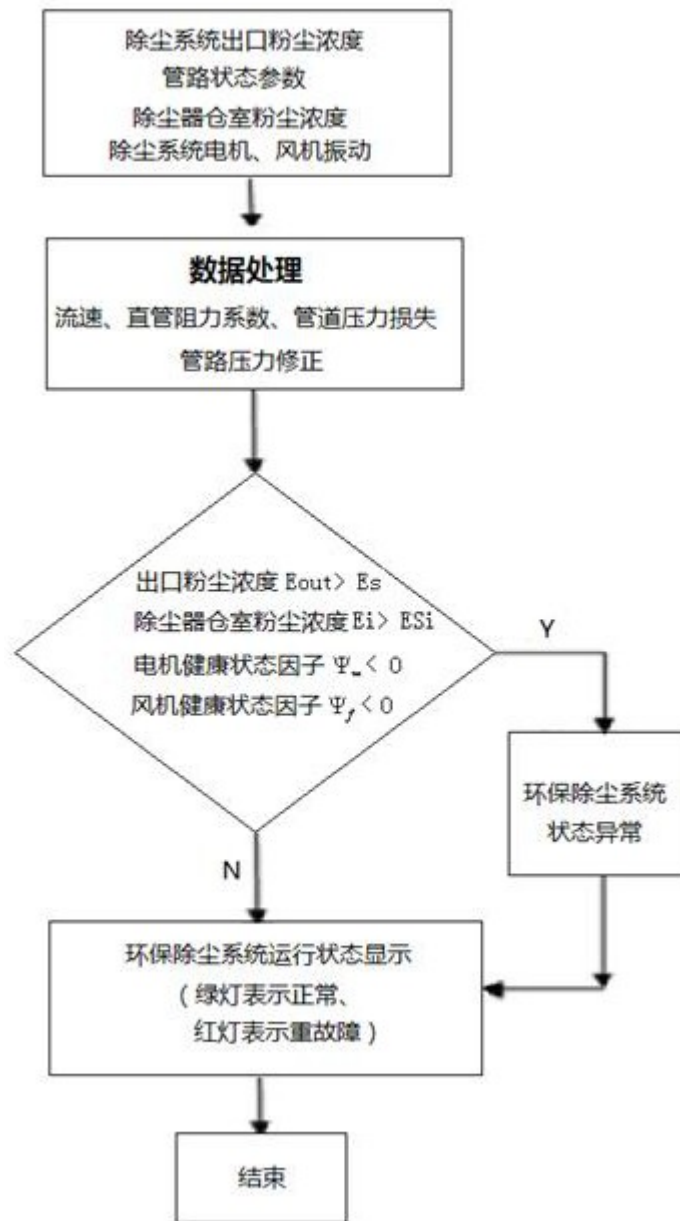 除尘系统出口粉尘浓度
管路状态参数
除尘器仓室粉尘浓度
除尘系统电机、风机振动
数据处理
流速、直管阻力系数、管道压力损失
管路压力修正
出口粉尘浓度 Eout> Es
除尘器仓室粉尘浓度 Ei> ESi
电机健康状态因子 Ψ < 0
风机健康状态因子 Ψf < 0
Y
环保除尘系统
状态异常
N
环保除尘系统运行状态显示
（绿灯表示正常、
红灯表示重故障）
结束